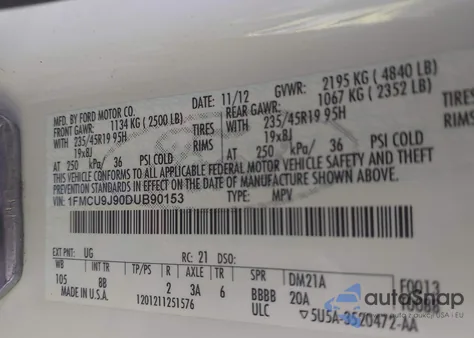 MFD. BY FORD MOTOR CO.
DATE: 11/12 GVWR: 2195 KG ( 4840 LB)
FRONT GAWR: 1134 KG ( 2500 LB) REAR GAWR: 1067 KG ( 2352 LB)
WITH 235/45R19 95H TIRES WITH 235/45R19 95H TIRES
19x8J RIMS 19x8J RIMS
AT 250 kPa/ 36 PSI COLD AT 250 kPa/ 36 PSI COLD
THIS VEHICLE CONFORMS TO ALL APPLICABLE FEDERAL MOTOR VEHICLE SAFETY AND THEFT
PREVENTION STANDARDS IN EFFECT ON THE DATE OF MANUFACTURE SHOWN ABOVE.
VIN: 1FMCU9J90DUB90153 TYPE: MPV
EXT PNT: UG RC: 21 DSO:
WB INT TR TP/PS R AXLE TR SPR DM21A F0013
105 BB 2 3A 6 BBBB 20A
MADE IN U.S.A. 1201211251576 ULC 5U5A-3520472-AA
autoSnap
auta z aukcji USA i